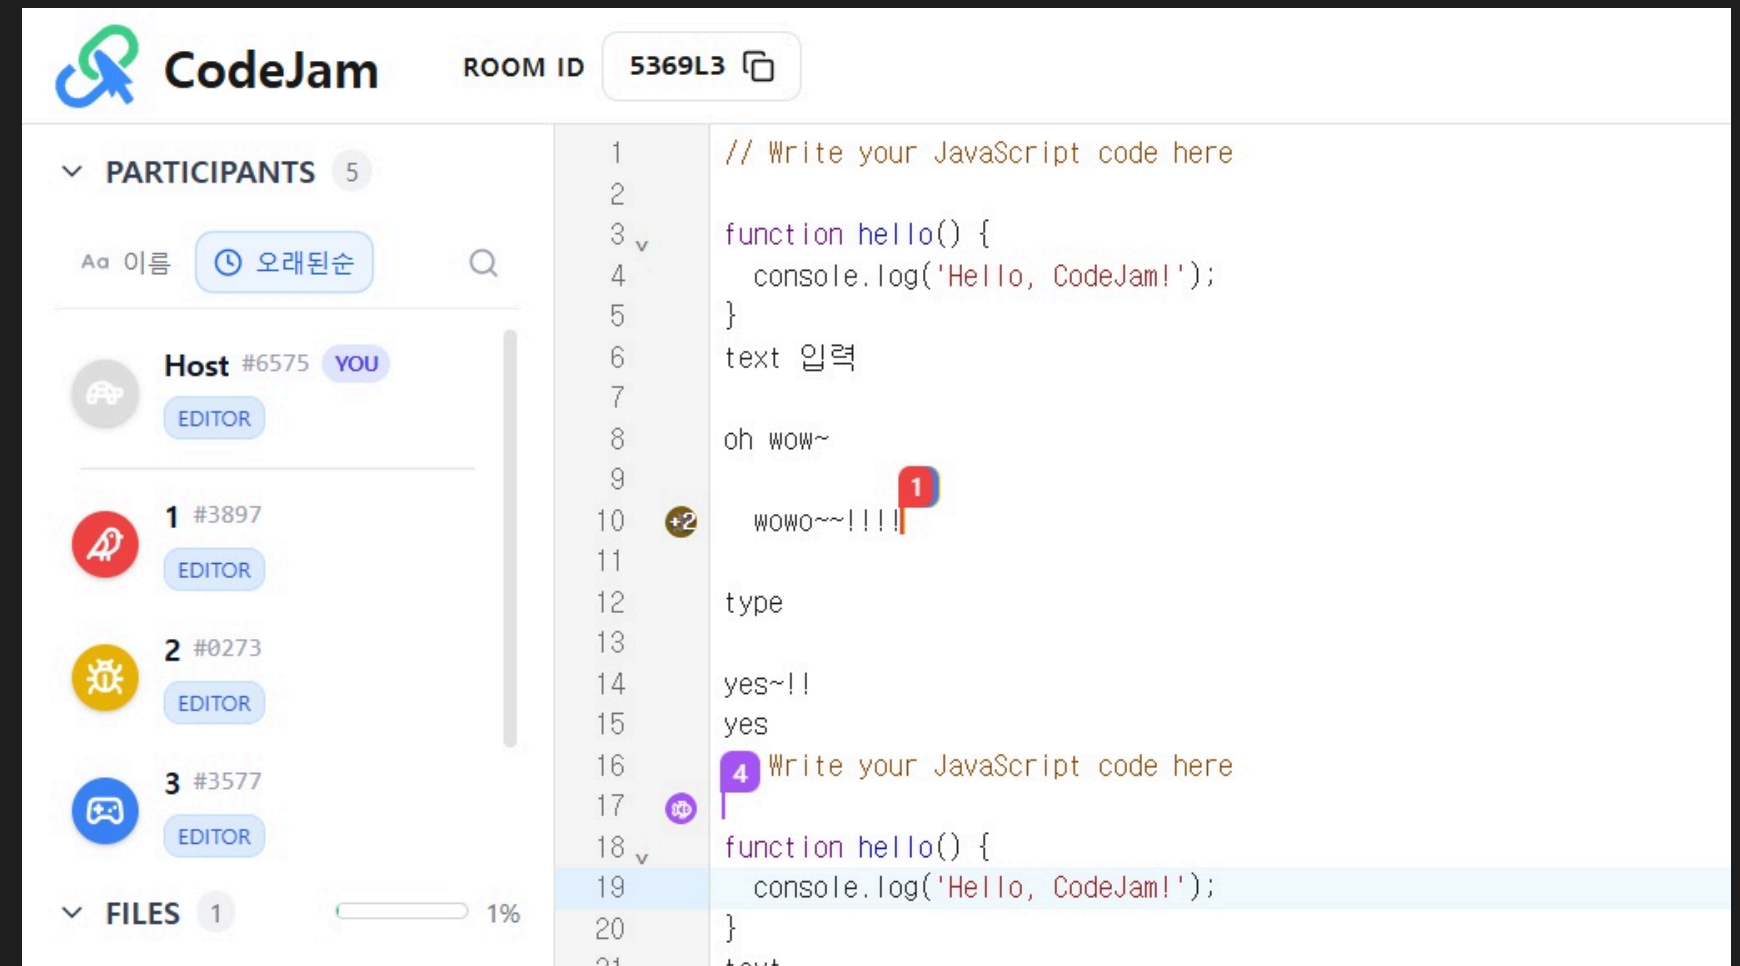 CodeJam
ROOM ID 5369L3
PARTICIPANTS 5
Aa 이름 오래된순
Host #6575 YOU
EDITOR
1 #3897
EDITOR
2 #0273
EDITOR
3 #3577
EDITOR
FILES 1 1%
1 // Write your JavaScript code here
2
3 function hello() {
4 console.log('Hello, CodeJam!');
5 }
6 text 입력
7
8 oh wow~
9
1
10 +2 wowo~~!!!!
11
12 type
13
14 yes~!!
15 yes
16 4 Write your JavaScript code here
17
18 function hello() {
19 console.log('Hello, CodeJam!');
20 }